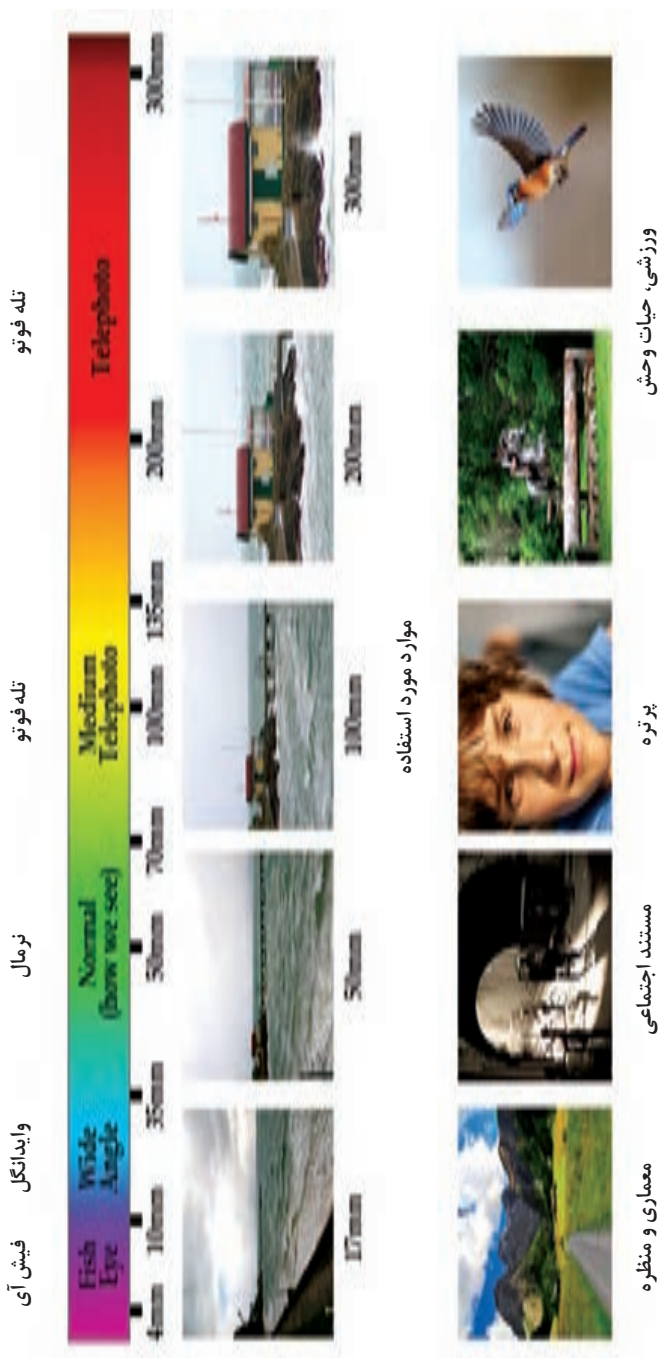 فیش آی
وایدانگل
نرمال
تله فوتو
تله فوتو
Fish
Eye
Wide
Angle
Normal
(how we see)
Medium
Telephoto
Telephoto
4mm
10mm
35mm
50mm
70mm
100mm
135mm
200mm
300mm
17mm
50mm
100mm
200mm
300mm
موارد مورد استفاده
معماری و منظره
مستند اجتماعی
پرتره
ورزشی، حیات وحش